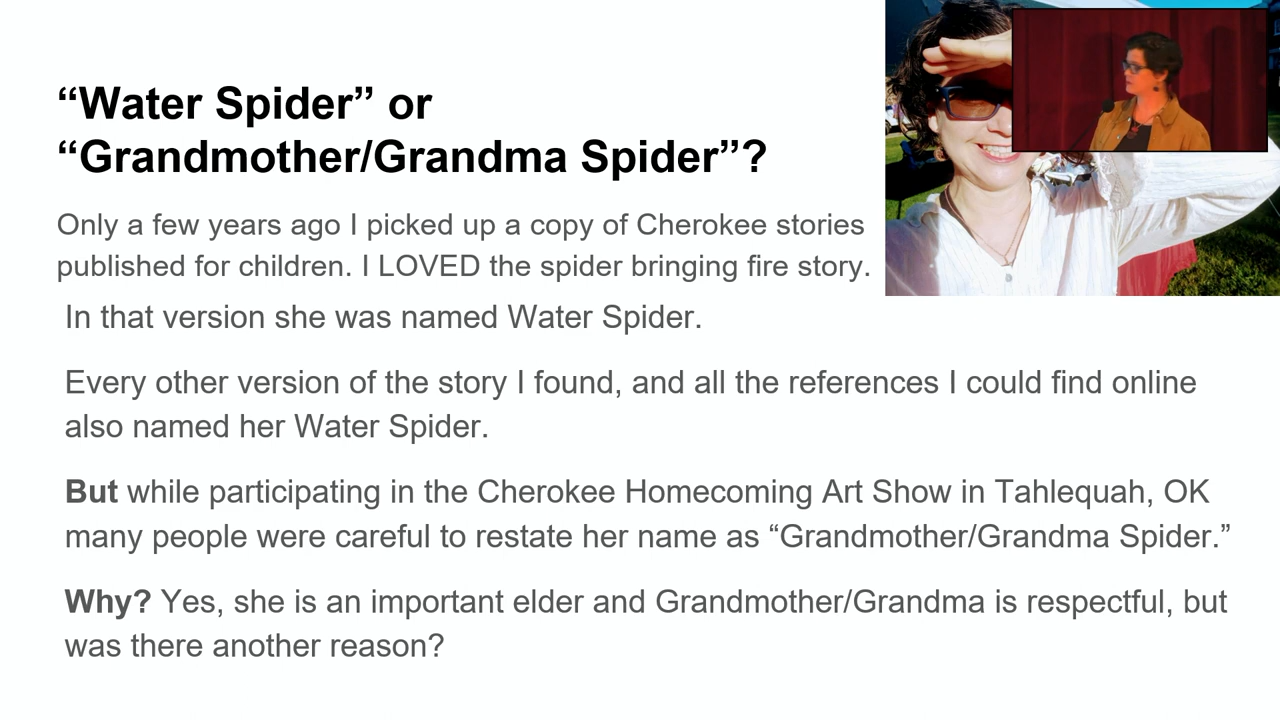 “Water Spider” or
“Grandmother/Grandma Spider”?
Only a few years ago I picked up a copy of Cherokee stories
published for children. I LOVED the spider bringing fire story.
In that version she was named Water Spider.
Every other version of the story I found, and all the references I could find online
also named her Water Spider.
But while participating in the Cherokee Homecoming Art Show in Tahlequah, OK
many people were careful to restate her name as “Grandmother/Grandma Spider.”
Why? Yes, she is an important elder and Grandmother/Grandma is respectful, but
was there another reason?